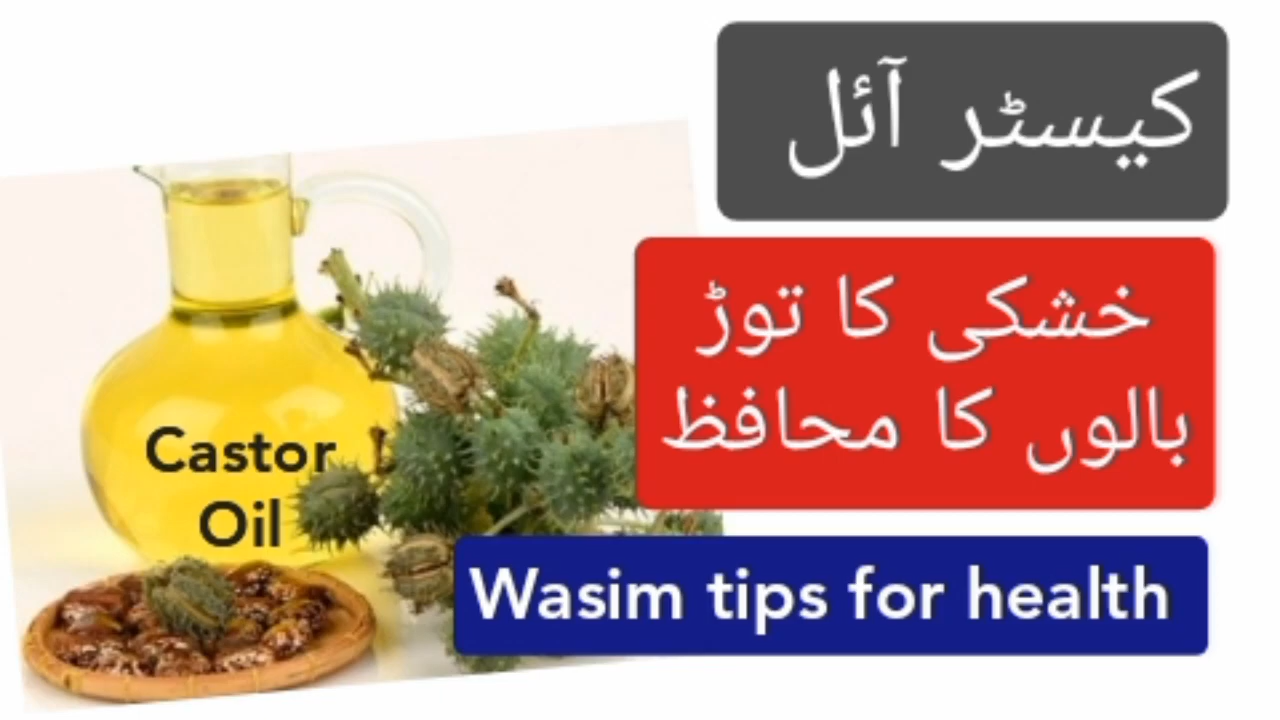 کیسٹر آئل
خشکی کا توڑ
بالوں کا محافظ
Castor
Oil
Wasim tips for health